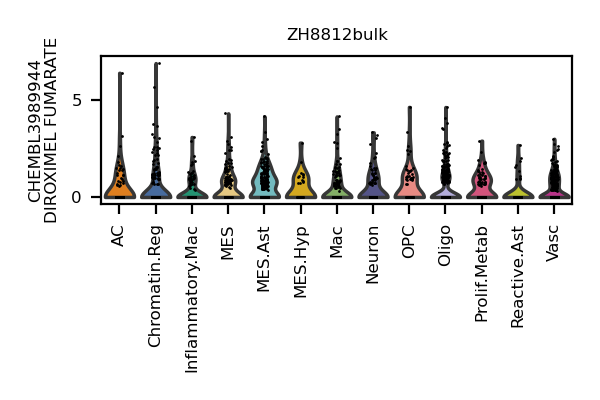 ZH8812bulk
CHEMBL3989944
DIROXIMEL FUMARATE
5
0
AC
Chromatin.Reg
Inflammatory.Mac
MES
MES.Ast
MES.Hyp
Mac
Neuron
OPC
Oligo
Prolif.Metab
Reactive.Ast
Vasc